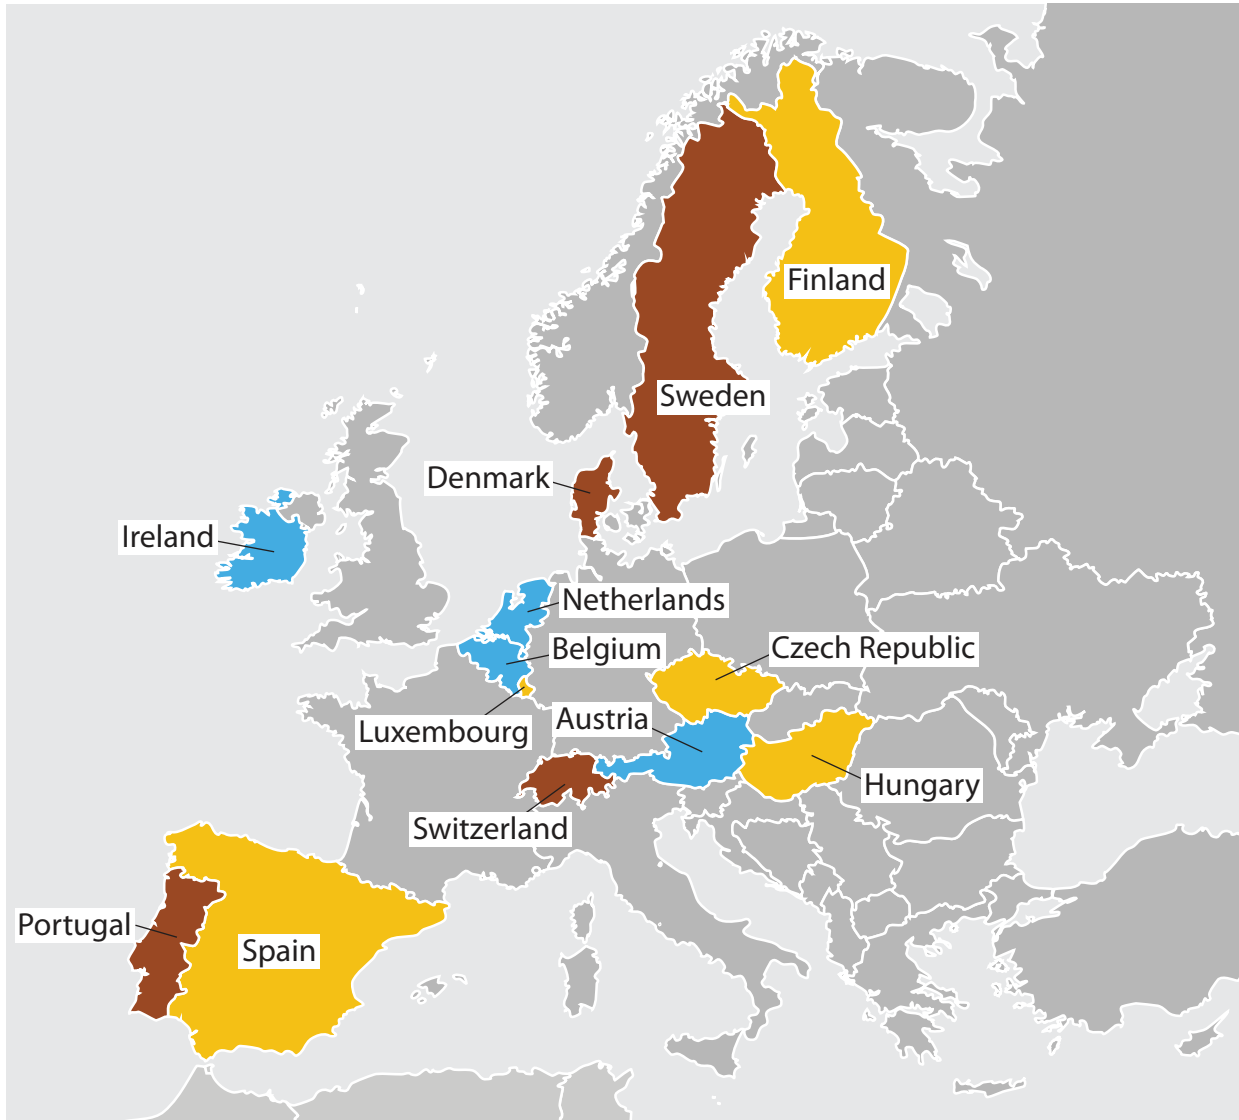 Finland
Sweden
Denmark
Ireland
Netherlands
Belgium
Czech Republic
Luxembourg
Austria
Hungary
Switzerland
Portugal
Spain